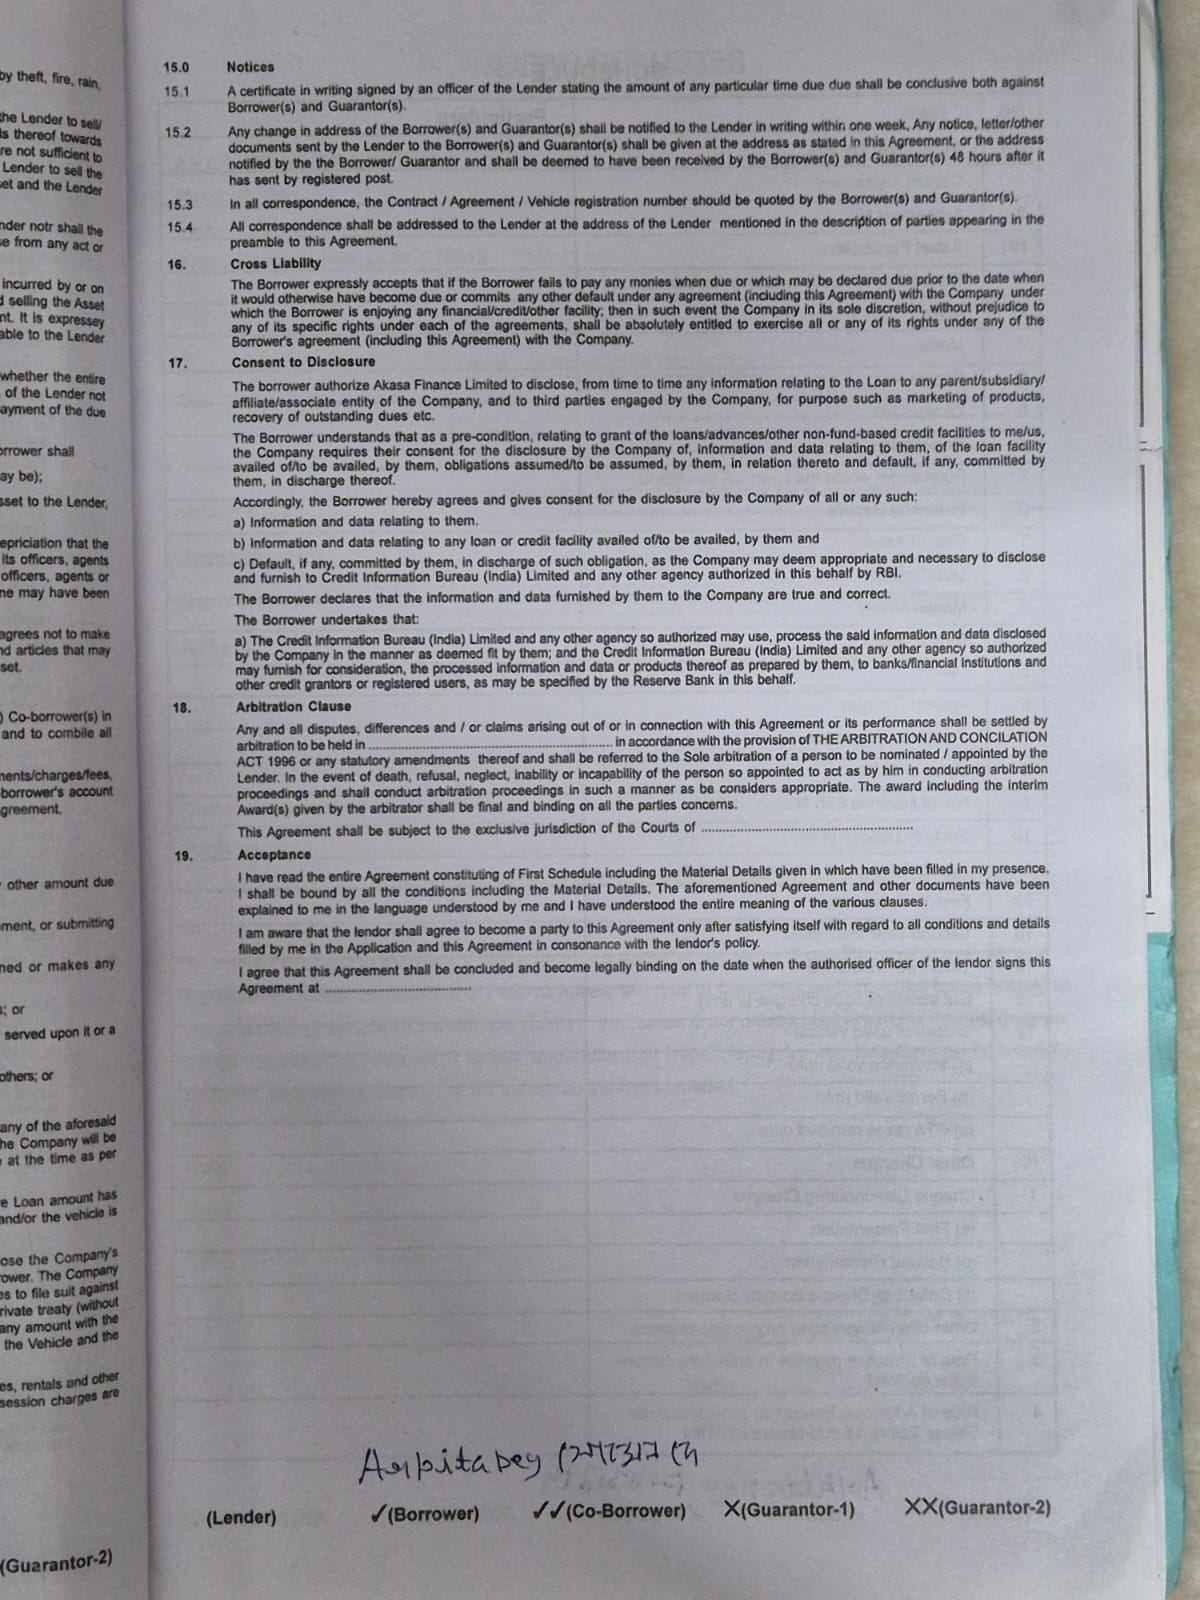 by theft, fire, rain,
the Lender to sell/
ls thereof towards
re not sufficient to
Lender to sell the
set and the Lender
nder notr shall the
se from any act or
incurred by or on
d selling the Asset
nt. It is expressey
able to the Lender
whether the entire
of the Lender not
ayment of the due
orrower shall
ay be);
sset to the Lender,
epriciation that the
its officers, agents
officers, agents or
ne may have been
agrees not to make
nd articles that may
set.
) Co-borrower(s) in
and to combile all
nents/charges/fees,
borrower's account
greement.
other amount due
ement, or submitting
ned or makes any
s; or
served upon it or a
others; or
any of the aforesaid
he Company will be
at the time as per
e Loan amount has
and/or the vehicle is
ose the Company's
rower. The Company
es to file suit against
rivate treaty (without
any amount with the
the Vehicle and the
es, rentals and other
session charges are
(Guarantor-2)
15.0 Notices
15.1 A certificate in writing signed by an officer of the Lender stating the amount of any particular time due due shall be conclusive both against
Borrower(s) and Guarantor(s).
15.2 Any change in address of the Borrower(s) and Guarantor(s) shall be notified to the Lender in writing within one week, Any notice, letter/other
documents sent by the Lender to the Borrower(s) and Guarantor(s) shall be given at the address as stated in this Agreement, or the address
notified by the the Borrower/ Guarantor and shall be deemed to have been received by the Borrower(s) and Guarantor(s) 48 hours after it
has sent by registered post.
15.3 In all correspondence, the Contract / Agreement / Vehicle registration number should be quoted by the Borrower(s) and Guarantor(s).
15.4 All correspondence shall be addressed to the Lender at the address of the Lender mentioned in the description of parties appearing in the
preamble to this Agreement.
16. Cross Liability
The Borrower expressly accepts that if the Borrower fails to pay any monies when due or which may be declared due prior to the date when
it would otherwise have become due or commits any other default under any agreement (including this Agreement) with the Company under
which the Borrower is enjoying any financial/credit/other facility; then in such event the Company in its sole discretion, without prejudice to
any of its specific rights under each of the agreements, shall be absolutely entitled to exercise all or any of its rights under any of the
Borrower's agreement (including this Agreement) with the Company.
17. Consent to Disclosure
The borrower authorize Akasa Finance Limited to disclose, from time to time any information relating to the Loan to any parent/subsidiary/
affiliate/associate entity of the Company, and to third parties engaged by the Company, for purpose such as marketing of products,
recovery of outstanding dues etc.
The Borrower understands that as a pre-condition, relating to grant of the loans/advances/other non-fund-based credit facilities to me/us,
the Company requires their consent for the disclosure by the Company of, information and data relating to them, of the loan facility
availed of/to be availed, by them, obligations assumed/to be assumed, by them, in relation thereto and default, if any, committed by
them, in discharge thereof.
Accordingly, the Borrower hereby agrees and gives consent for the disclosure by the Company of all or any such:
a) Information and data relating to them.
b) Information and data relating to any loan or credit facility availed of/to be availed, by them and
c) Default, if any, committed by them, in discharge of such obligation, as the Company may deem appropriate and necessary to disclose
and furnish to Credit Information Bureau (India) Limited and any other agency authorized in this behalf by RBI.
The Borrower declares that the information and data furnished by them to the Company are true and correct.
The Borrower undertakes that:
a) The Credit Information Bureau (India) Limited and any other agency so authorized may use, process the said information and data disclosed
by the Company in the manner as deemed fit by them; and the Credit Information Bureau (India) Limited and any other agency so authorized
may furnish for consideration, the processed information and data or products thereof as prepared by them, to banks/financial institutions and
other credit grantors or registered users, as may be specified by the Reserve Bank in this behalf.
18. Arbitration Clause
Any and all disputes, differences and / or claims arising out of or in connection with this Agreement or its performance shall be settled by
arbitration to be held in .................................................... in accordance with the provision of THE ARBITRATION AND CONCILATION
ACT 1996 or any statutory amendments thereof and shall be referred to the Sole arbitration of a person to be nominated / appointed by the
Lender. In the event of death, refusal, neglect, inability or incapability of the person so appointed to act as by him in conducting arbitration
proceedings and shall conduct arbitration proceedings in such a manner as be considers appropriate. The award including the interim
Award(s) given by the arbitrator shall be final and binding on all the parties concerns.
This Agreement shall be subject to the exclusive jurisdiction of the Courts of ....................................................
19. Acceptance
I have read the entire Agreement constituting of First Schedule including the Material Details given in which have been filled in my presence.
I shall be bound by all the conditions including the Material Details. The aforementioned Agreement and other documents have been
explained to me in the language understood by me and I have understood the entire meaning of the various clauses.
I am aware that the lendor shall agree to become a party to this Agreement only after satisfying itself with regard to all conditions and details
filled by me in the Application and this Agreement in consonance with the lendor's policy.
I agree that this Agreement shall be concluded and become legally binding on the date when the authorised officer of the lendor signs this
Agreement at ....................................
Arpita Dey
(Lender) ✓(Borrower) ✓✓(Co-Borrower) X(Guarantor-1) XX(Guarantor-2)